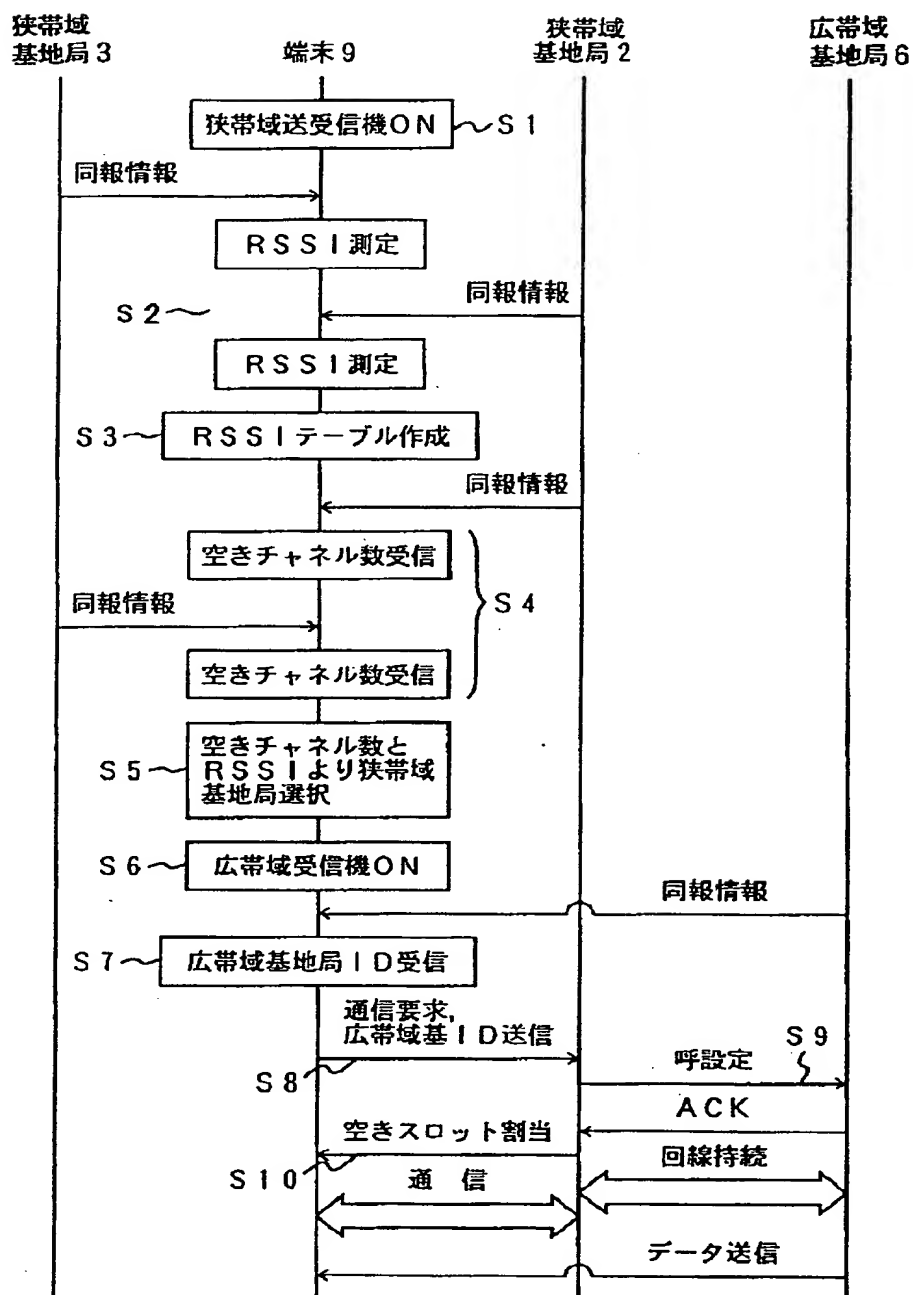 狭帯域
基地局3
端末9
狭帯域
基地局2
広帯域
基地局6
狭帯域送受信機ON
S1
同報情報
RSSI測定
同報情報
S2
RSSI測定
S3
RSSIテーブル作成
同報情報
空きチャネル数受信
S4
同報情報
空きチャネル数受信
S5
空きチャネル数と
RSSIより狭帯域
基地局選択
S6
広帯域受信機ON
同報情報
S7
広帯域基地局ID受信
通信要求,
広帯域基ID送信
S8
S9
呼設定
ACK
空きスロット割当
S10
回線持続
通 信
データ送信